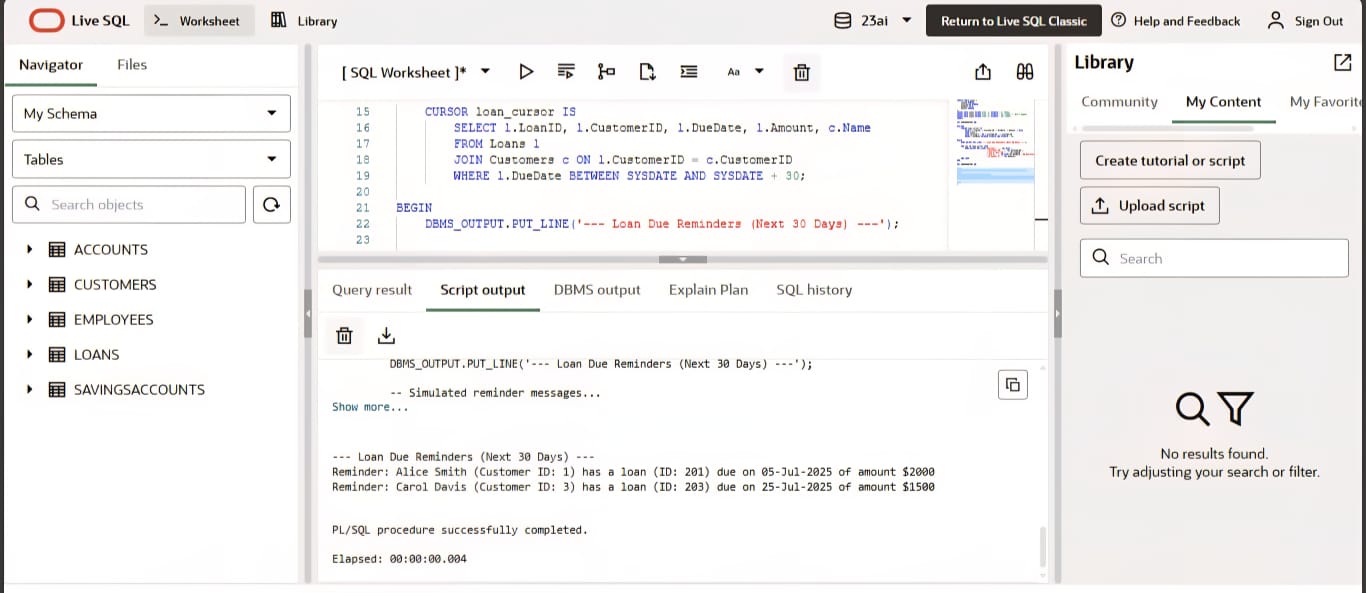 Live SQL
>_ Worksheet
Library
23ai
Return to Live SQL Classic
Help and Feedback
Sign Out
Navigator
Files
My Schema
Tables
Search objects
ACCOUNTS
CUSTOMERS
EMPLOYEES
LOANS
SAVINGSACCOUNTS
[ SQL Worksheet ]*
Aa
15 CURSOR loan_cursor IS
16 SELECT l.LoanID, l.CustomerID, l.DueDate, l.Amount, c.Name
17 FROM Loans l
18 JOIN Customers c ON l.CustomerID = c.CustomerID
19 WHERE l.DueDate BETWEEN SYSDATE AND SYSDATE + 30;
20
21 BEGIN
22 DBMS_OUTPUT.PUT_LINE('--- Loan Due Reminders (Next 30 Days) ---');
23
Query result
Script output
DBMS output
Explain Plan
SQL history
DBMS_OUTPUT.PUT_LINE('--- Loan Due Reminders (Next 30 Days) ---');
-- Simulated reminder messages...
Show more...
--- Loan Due Reminders (Next 30 Days) ---
Reminder: Alice Smith (Customer ID: 1) has a loan (ID: 201) due on 05-Jul-2025 of amount $2000
Reminder: Carol Davis (Customer ID: 3) has a loan (ID: 203) due on 25-Jul-2025 of amount $1500
PL/SQL procedure successfully completed.
Elapsed: 00:00:00.004
Library
Community
My Content
My Favorite
Create tutorial or script
Upload script
Search
No results found.
Try adjusting your search or filter.